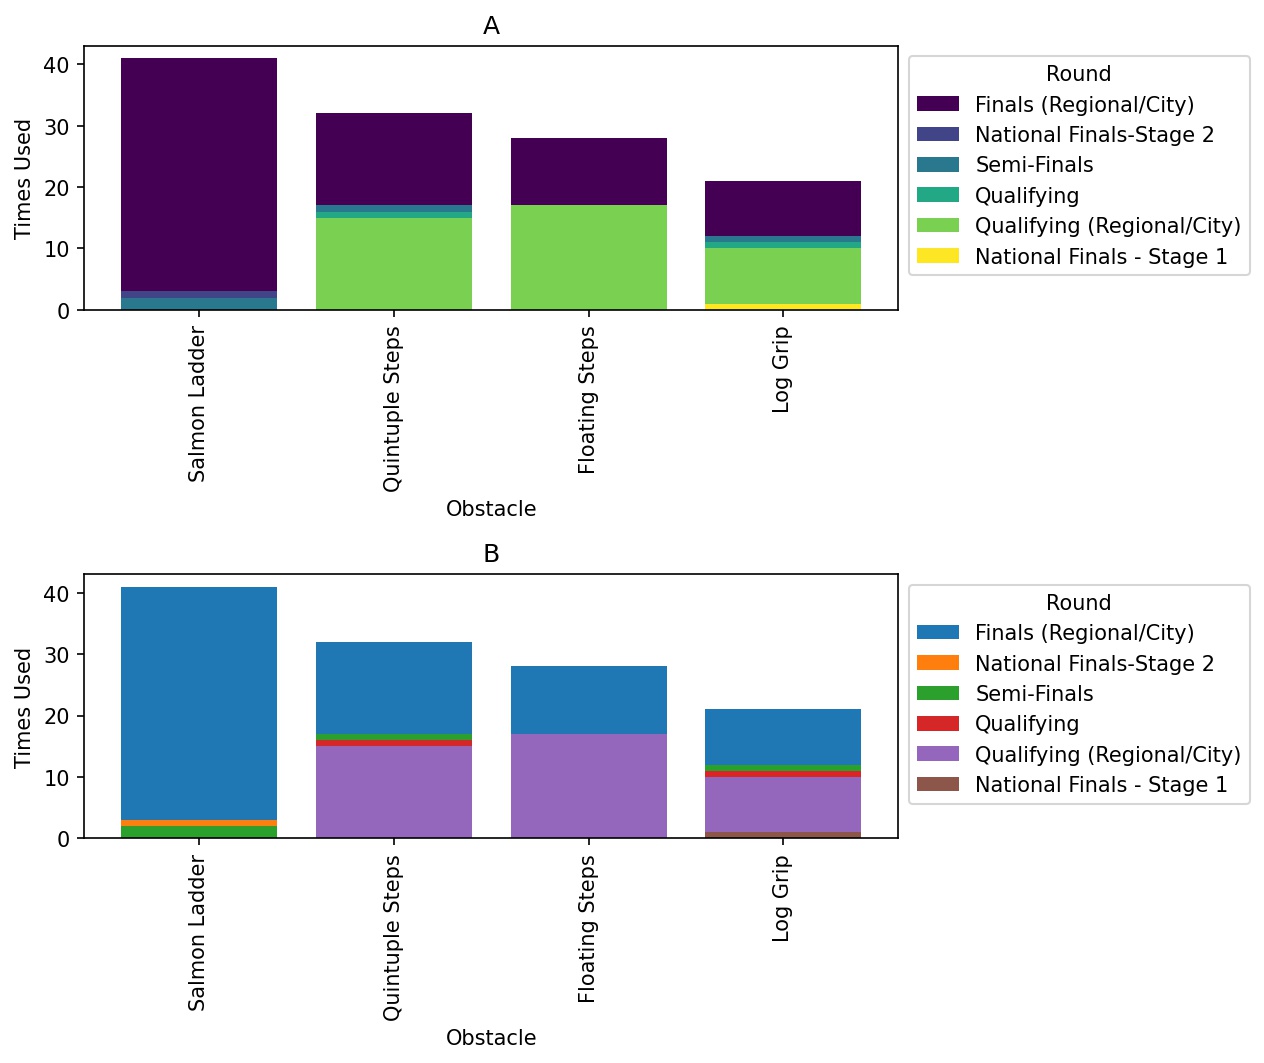 A
Times Used
40
30
20
10
0
Salmon Ladder
Quintuple Steps
Floating Steps
Log Grip
Obstacle
Round
Finals (Regional/City)
National Finals-Stage 2
Semi-Finals
Qualifying
Qualifying (Regional/City)
National Finals - Stage 1
B
Times Used
40
30
20
10
0
Salmon Ladder
Quintuple Steps
Floating Steps
Log Grip
Obstacle
Round
Finals (Regional/City)
National Finals-Stage 2
Semi-Finals
Qualifying
Qualifying (Regional/City)
National Finals - Stage 1